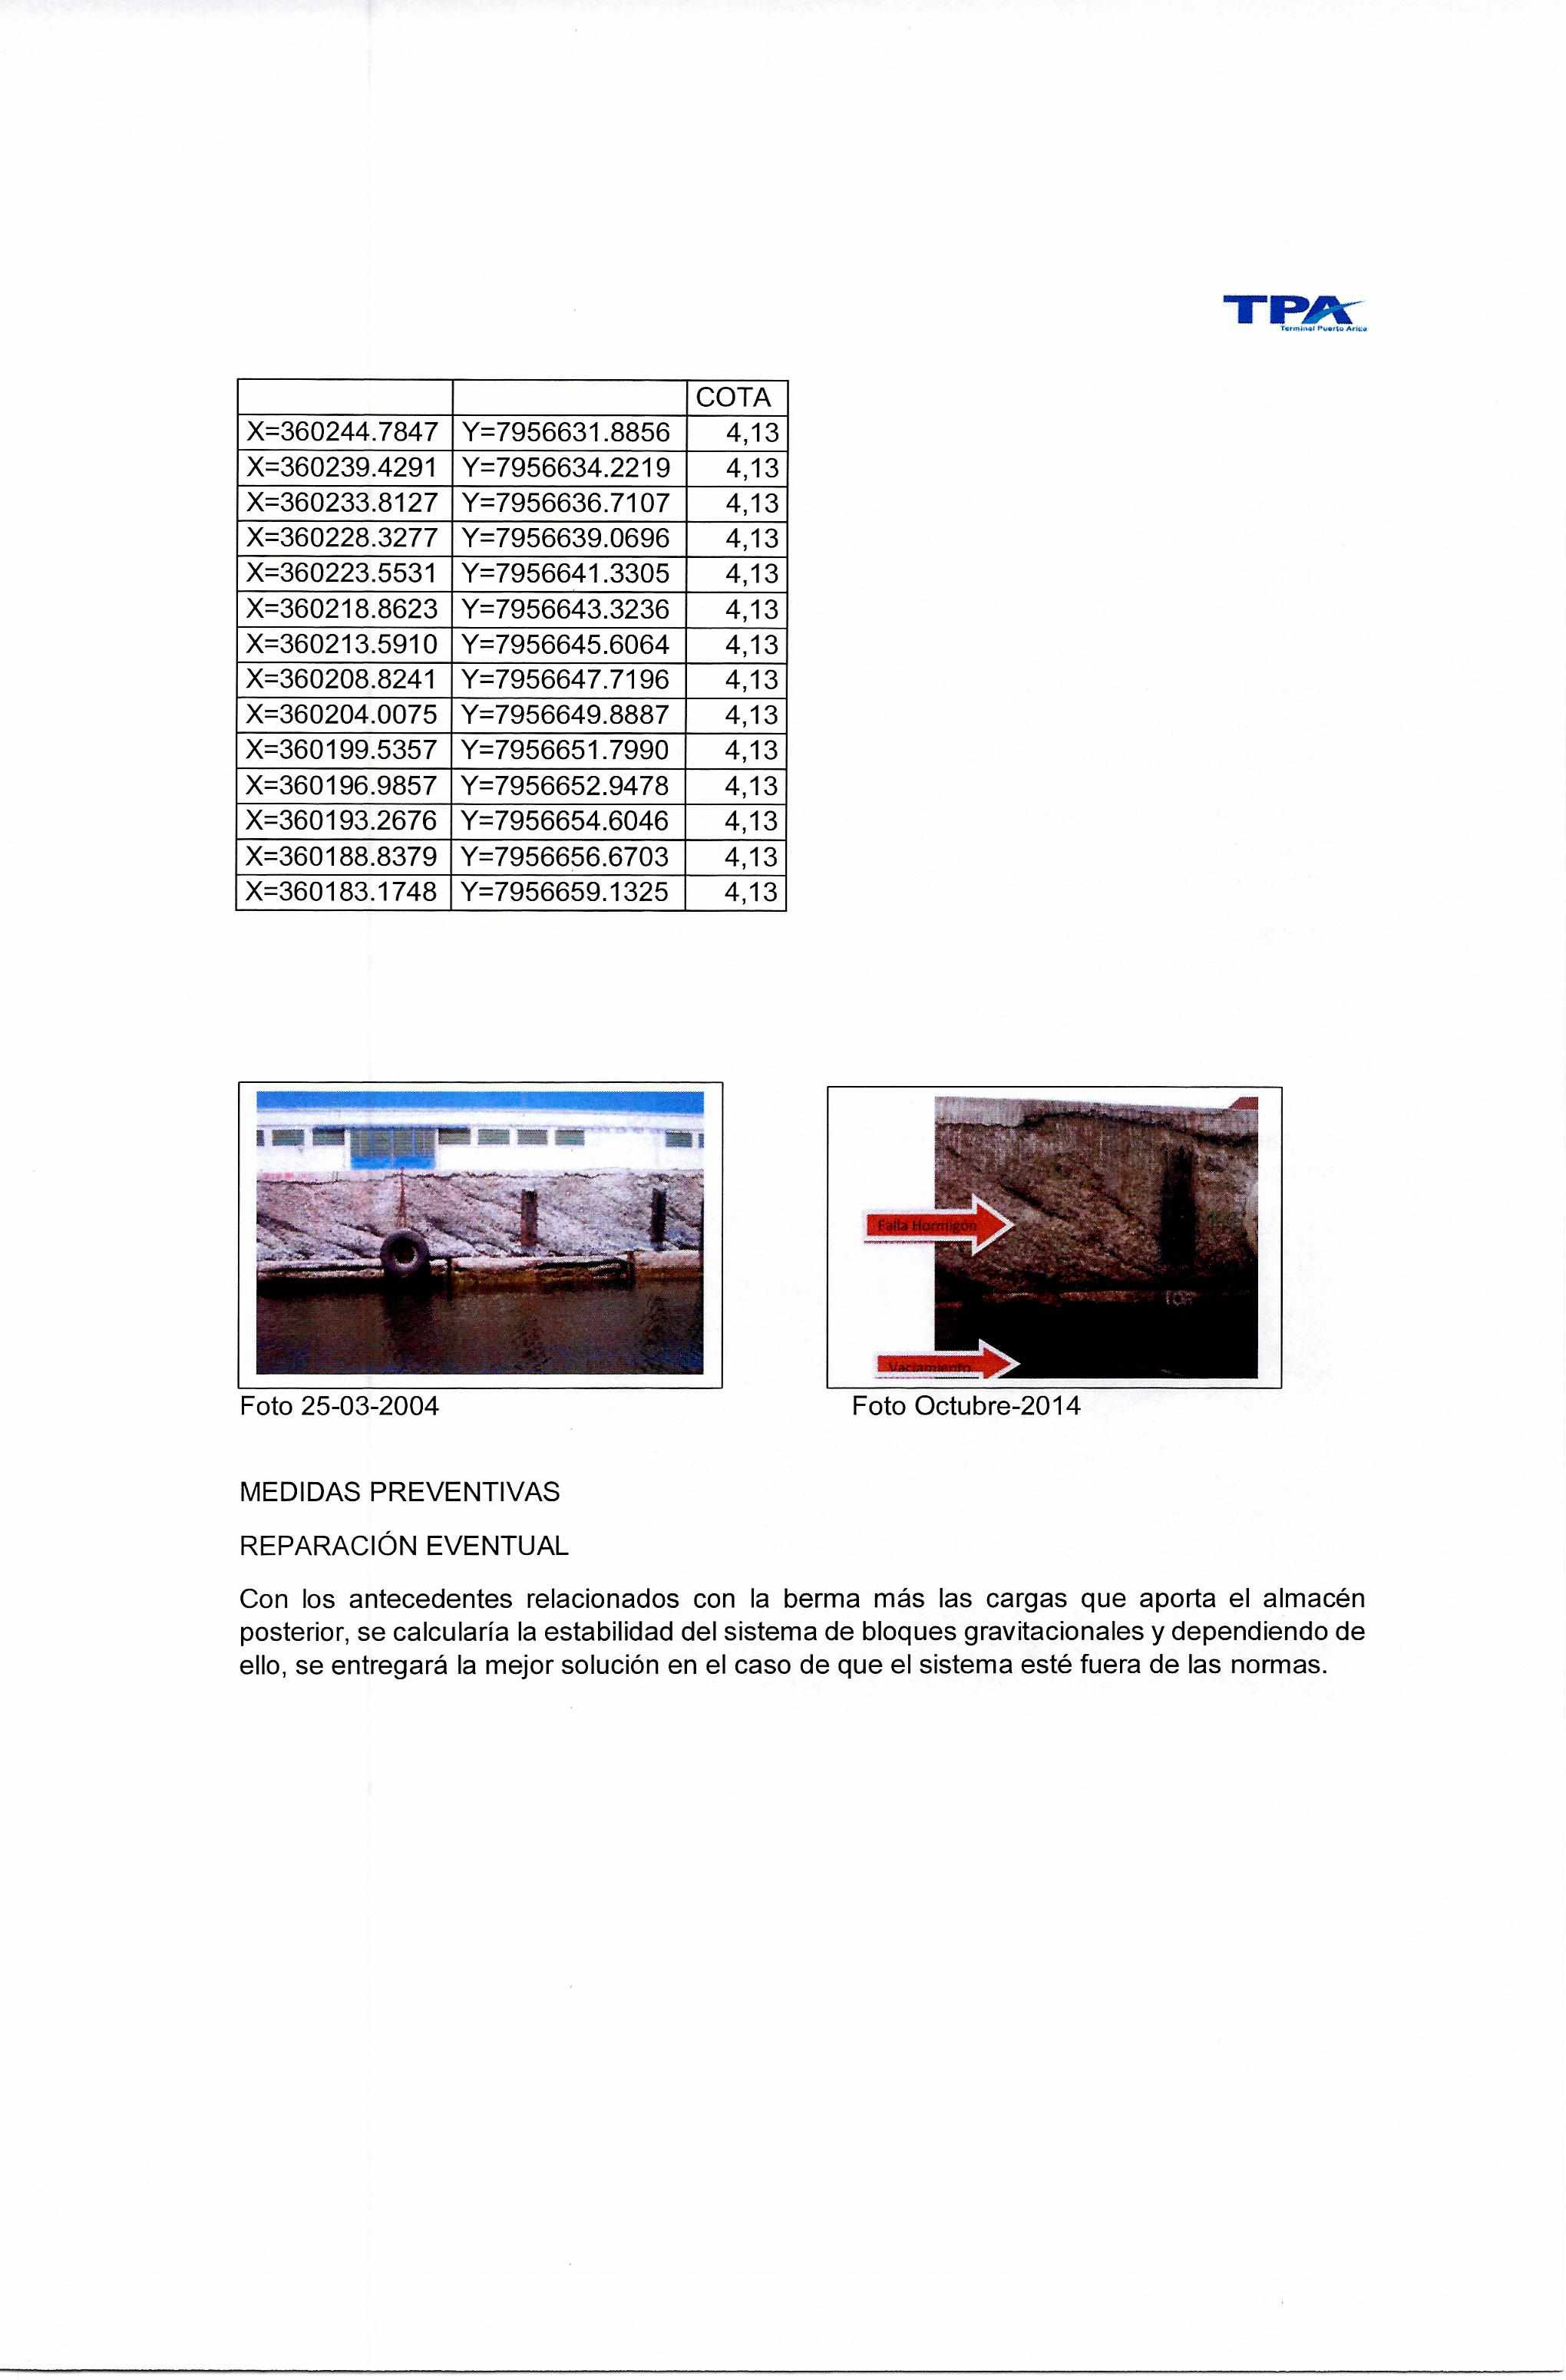 TPA
Terminal Puerto Arica
COTA
X=360244.7847 Y=7956631.8856 4,13
X=360239.4291 Y=7956634.2219 4,13
X=360233.8127 Y=7956636.7107 4,13
X=360228.3277 Y=7956639.0696 4,13
X=360223.5531 Y=7956641.3305 4,13
X=360218.8623 Y=7956643.3236 4,13
X=360213.5910 Y=7956645.6064 4,13
X=360208.8241 Y=7956647.7196 4,13
X=360204.0075 Y=7956649.8887 4,13
X=360199.5357 Y=7956651.7990 4,13
X=360196.9857 Y=7956652.9478 4,13
X=360193.2676 Y=7956654.6046 4,13
X=360188.8379 Y=7956656.6703 4,13
X=360183.1748 Y=7956659.1325 4,13
Falla Hormigon
Vaciamiento
Foto 25-03-2004
Foto Octubre-2014
MEDIDAS PREVENTIVAS
REPARACIÓN EVENTUAL
Con los antecedentes relacionados con la berma más las cargas que aporta el almacén
posterior, se calcularía la estabilidad del sistema de bloques gravitacionales y dependiendo de
ello, se entregará la mejor solución en el caso de que el sistema esté fuera de las normas.